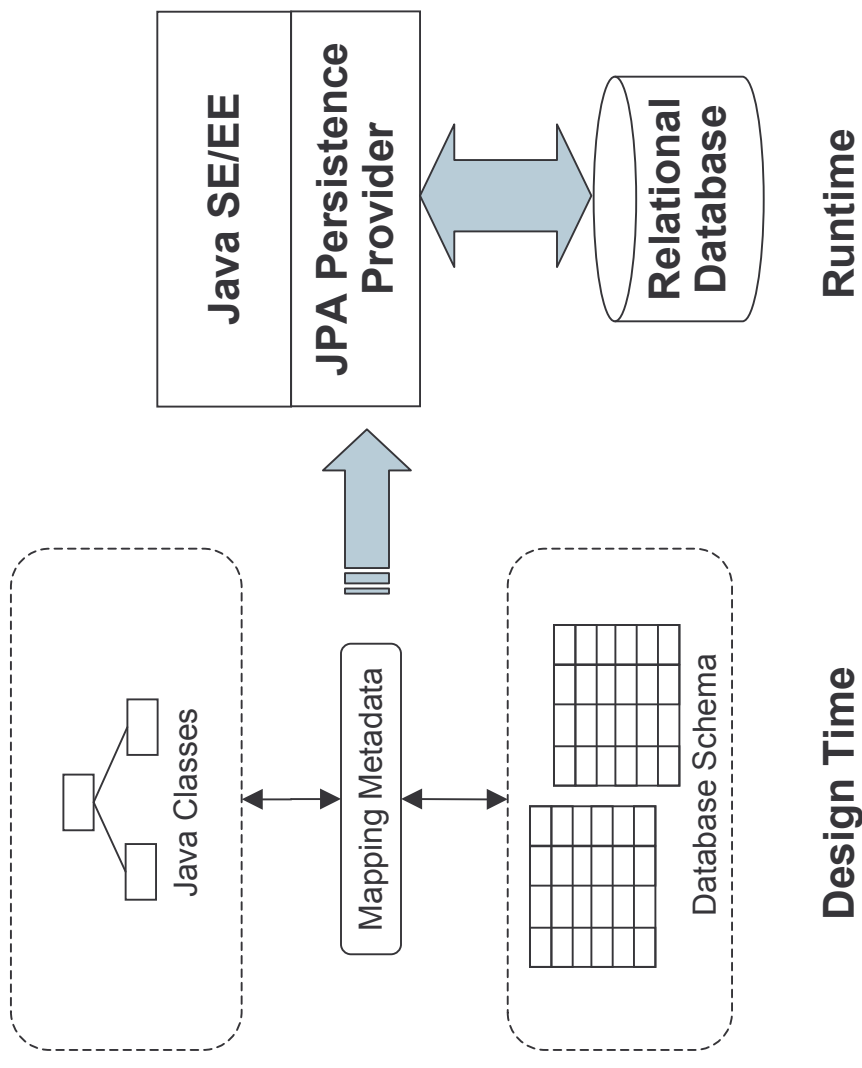 Java Classes
Mapping Metadata
Database Schema
Design Time
Java SE/EE
JPA Persistence
Provider
Relational
Database
Runtime